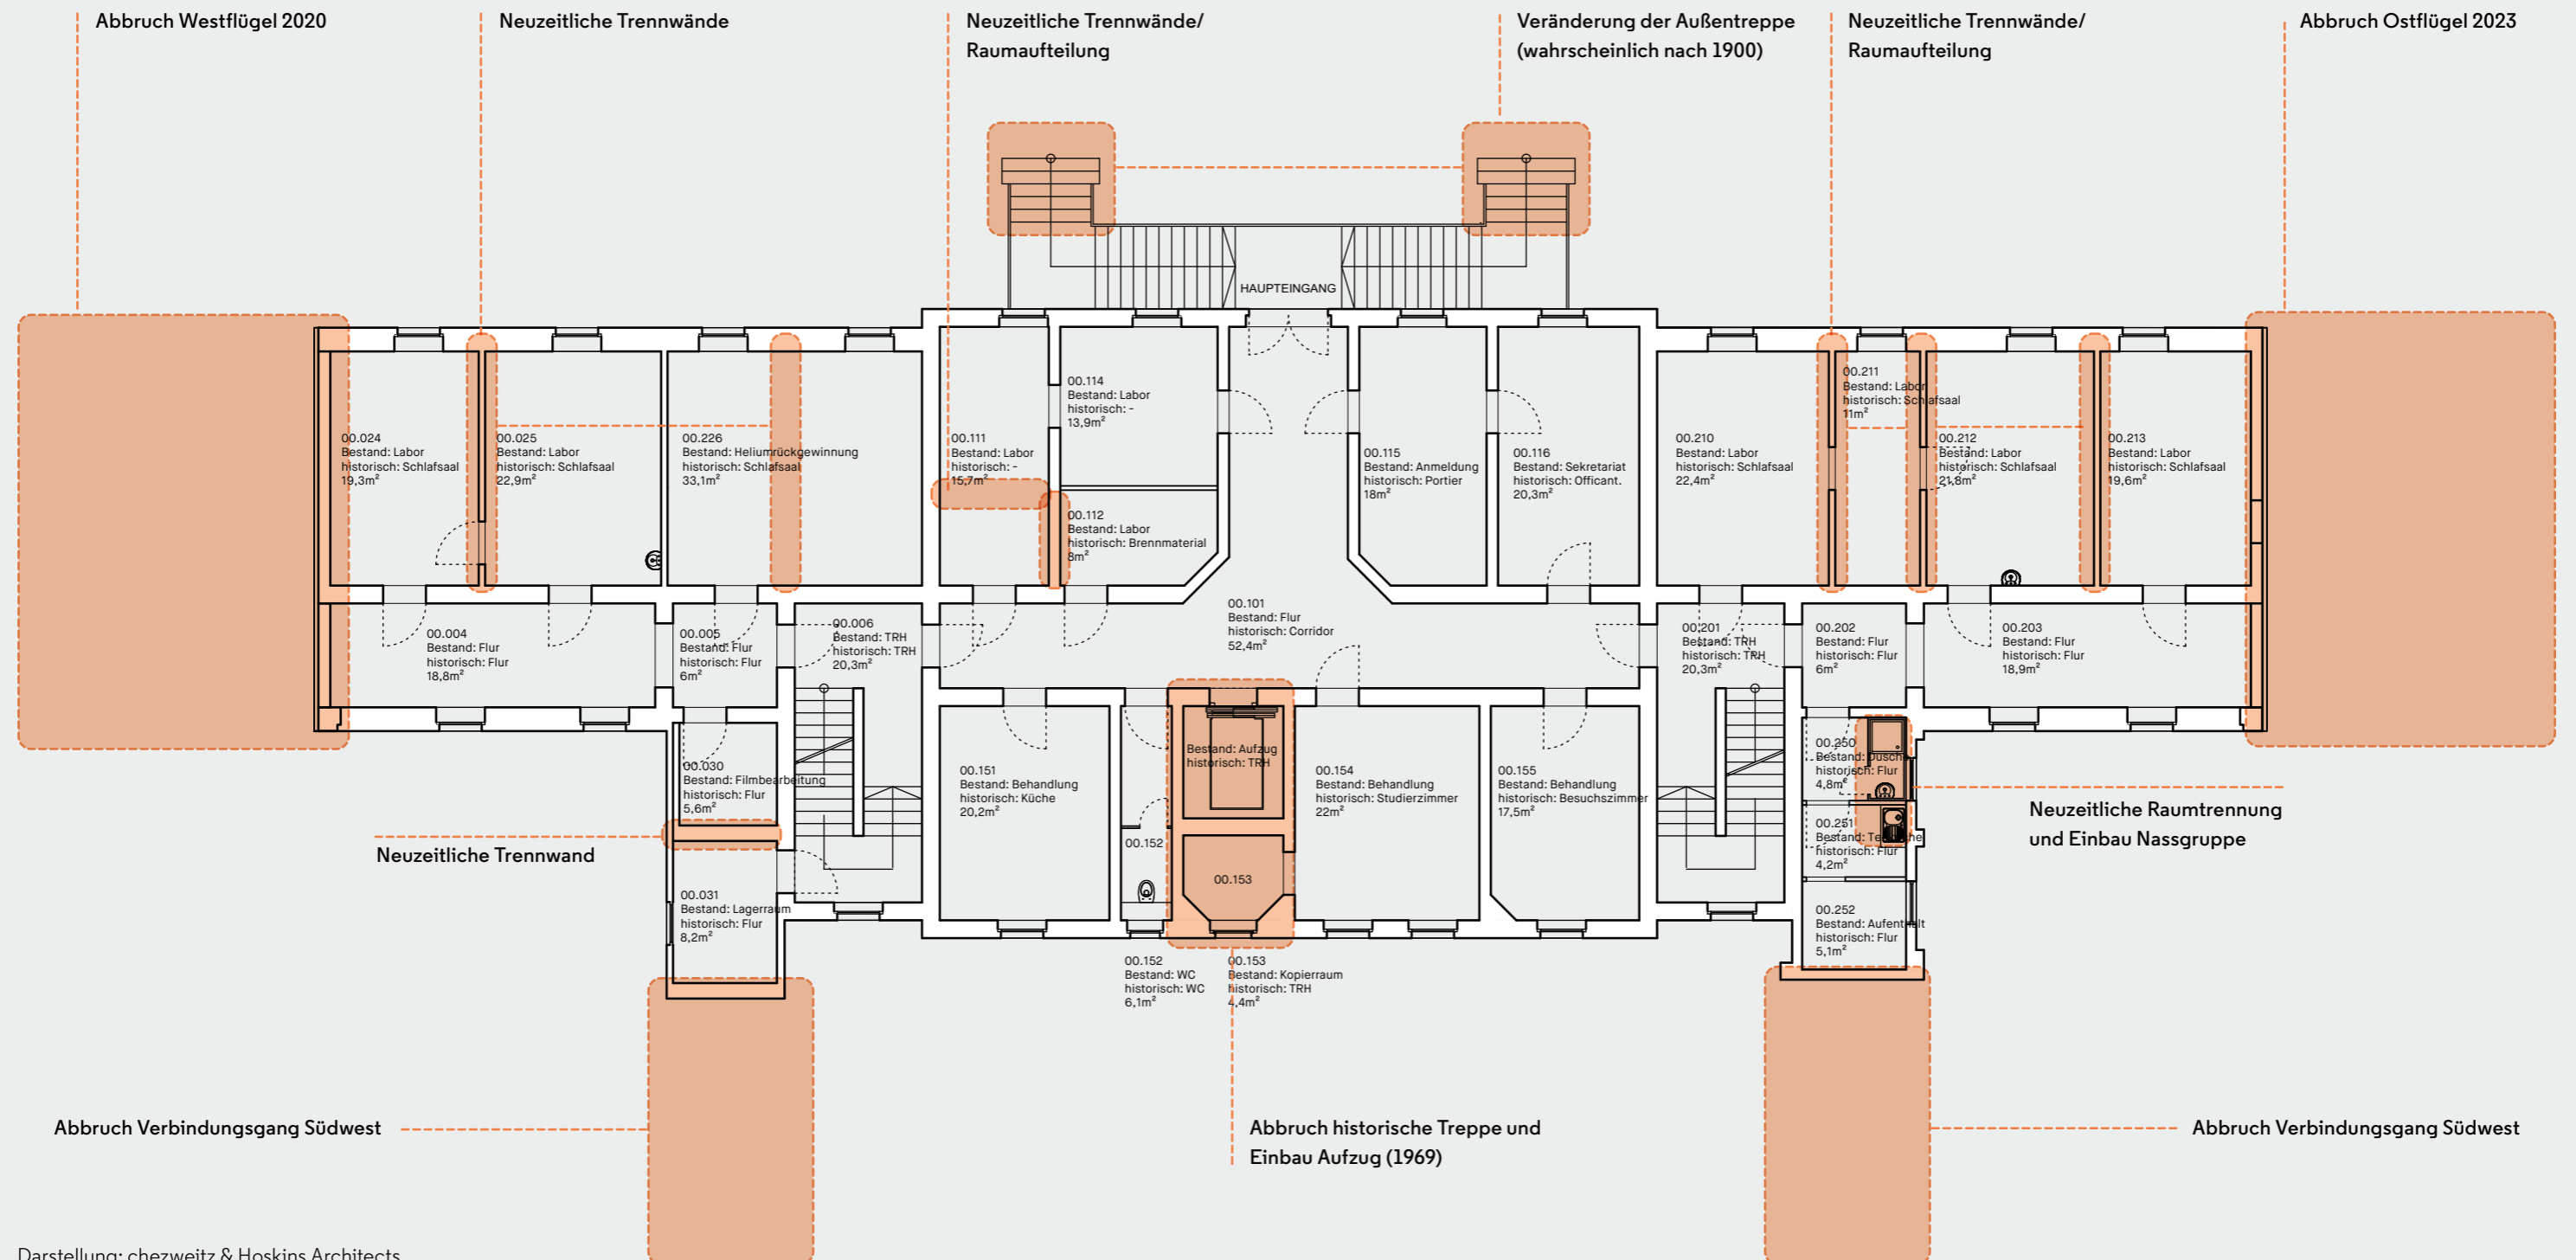 Abbruch Westflügel 2020
Neuzeitliche Trennwände
Neuzeitliche Trennwände/
Raumaufteilung
Veränderung der Außentreppe
(wahrscheinlich nach 1900)
Neuzeitliche Trennwände/
Raumaufteilung
Abbruch Ostflügel 2023
HAUPTEINGANG
00.024
Bestand: Labor
historisch: Schlafsaal
19,3m²
00.025
Bestand: Labor
historisch: Schlafsaal
22,9m²
00.226
Bestand: Heliumrückgewinnung
historisch: Schlafsaal
33,1m²
00.111
Bestand: Labor
historisch: -
15,7m²
00.114
Bestand: Labor
historisch: -
13,9m²
00.112
Bestand: Labor
historisch: Brennmaterial
8m²
00.115
Bestand: Anmeldung
historisch: Portier
18m²
00.116
Bestand: Sekretariat
historisch: Officant.
20,3m²
00.210
Bestand: Labor
historisch: Schlafsaal
22,4m²
00.211
Bestand: Labor
historisch: Schlafsaal
11m²
00.212
Bestand: Labor
historisch: Schlafsaal
21,8m²
00.213
Bestand: Labor
historisch: Schlafsaal
19,6m²
00.004
Bestand: Flur
historisch: Flur
18,8m²
00.005
Bestand: Flur
historisch: Flur
6m²
00.006
Bestand: TRH
historisch: TRH
20,3m²
00.101
Bestand: Flur
historisch: Corridor
52,4m²
00.201
Bestand: TRH
historisch: TRH
20,3m²
00.202
Bestand: Flur
historisch: Flur
6m²
00.203
Bestand: Flur
historisch: Flur
18,9m²
00.030
Bestand: Filmbearbeitung
historisch: Flur
5,6m²
00.151
Bestand: Behandlung
historisch: Küche
20,2m²
Bestand: Aufzug
historisch: TRH
00.154
Bestand: Behandlung
historisch: Studierzimmer
22m²
00.155
Bestand: Behandlung
historisch: Besuchszimmer
17,5m²
00.250
Bestand: Dusche
historisch: Flur
4,8m²
00.251
Bestand:
historisch: Flur
4,2m²
Neuzeitliche Raumtrennung
und Einbau Nassgruppe
Neuzeitliche Trennwand
00.152
00.153
00.031
Bestand: Lagerraum
historisch: Flur
8,2m²
00.252
Bestand: Aufenthalt
historisch: Flur
5,1m²
00.152
Bestand: WC
historisch: WC
6,1m²
00.153
Bestand: Kopierraum
historisch: TRH
4,4m²
Abbruch Verbindungsgang Südwest
Abbruch historische Treppe und
Einbau Aufzug (1969)
Abbruch Verbindungsgang Südwest
Darstellung: chezweitz & Hoskins Architects